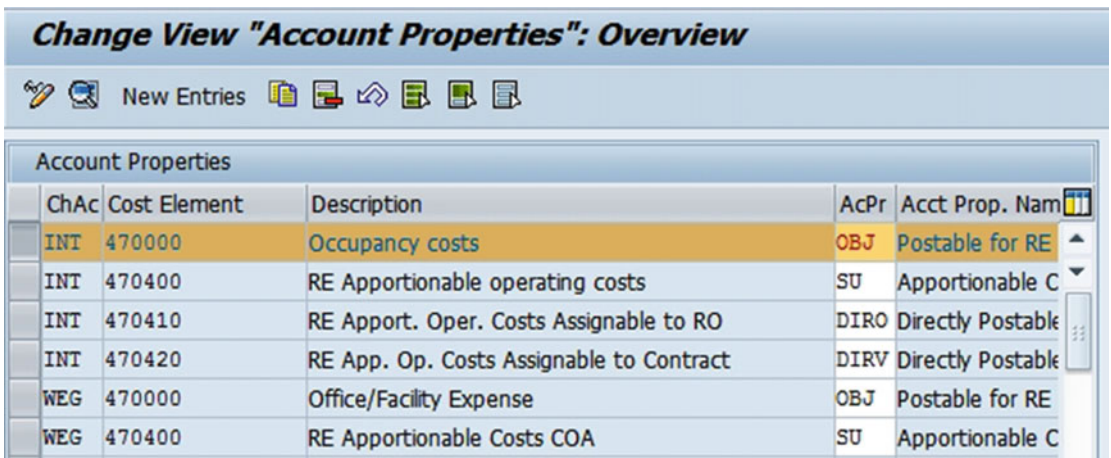 Change View "Account Properties": Overview
New Entries
Account Properties
ChAc Cost Element Description AcPr Acct Prop. Nam
INT 470000 Occupancy costs OBJ Postable for RE
INT 470400 RE Apportionable operating costs SU Apportionable C
INT 470410 RE Apport. Oper. Costs Assignable to RO DIRO Directly Postable
INT 470420 RE App. Op. Costs Assignable to Contract DIRV Directly Postable
WEG 470000 Office/Facility Expense OBJ Postable for RE
WEG 470400 RE Apportionable Costs COA SU Apportionable C